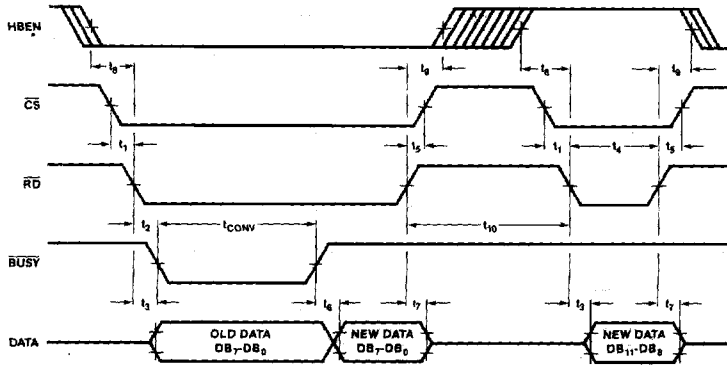 HBEN
t8 t9 t8 t9
CS
t1 t5 t1 t4 t5
RD
t2 tCONV t10
BUSY
t3 t6 t7 t3 t7
DATA
OLD DATA
DB7-DB0
NEW DATA
DB7-DB0
NEW DATA
DB11-DB8